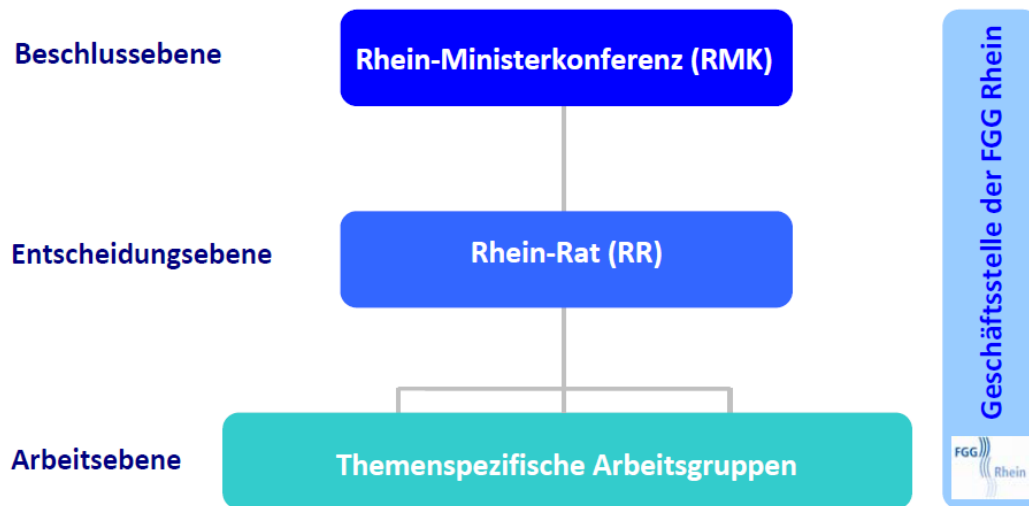 Beschlussebene
Rhein-Ministerkonferenz (RMK)
Entscheidungsebene
Rhein-Rat (RR)
Arbeitsebene
Themenspezifische Arbeitsgruppen
Geschäftsstelle der FGG Rhein
FGG
Rhein